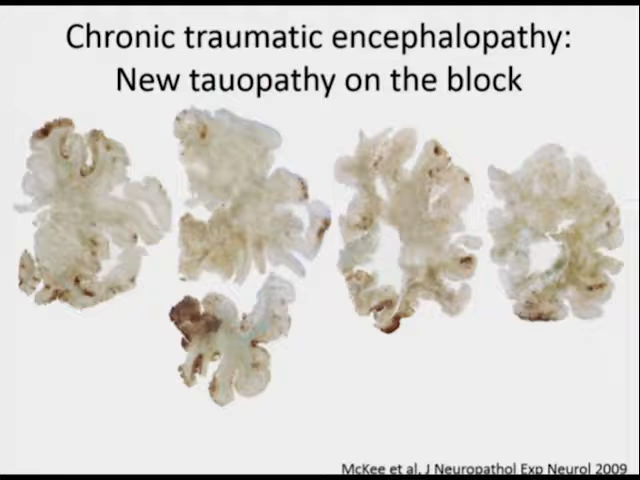 Chronic traumatic encephalopathy:
New tauopathy on the block
McKee et al. J Neuropathol Exp Neurol 2009